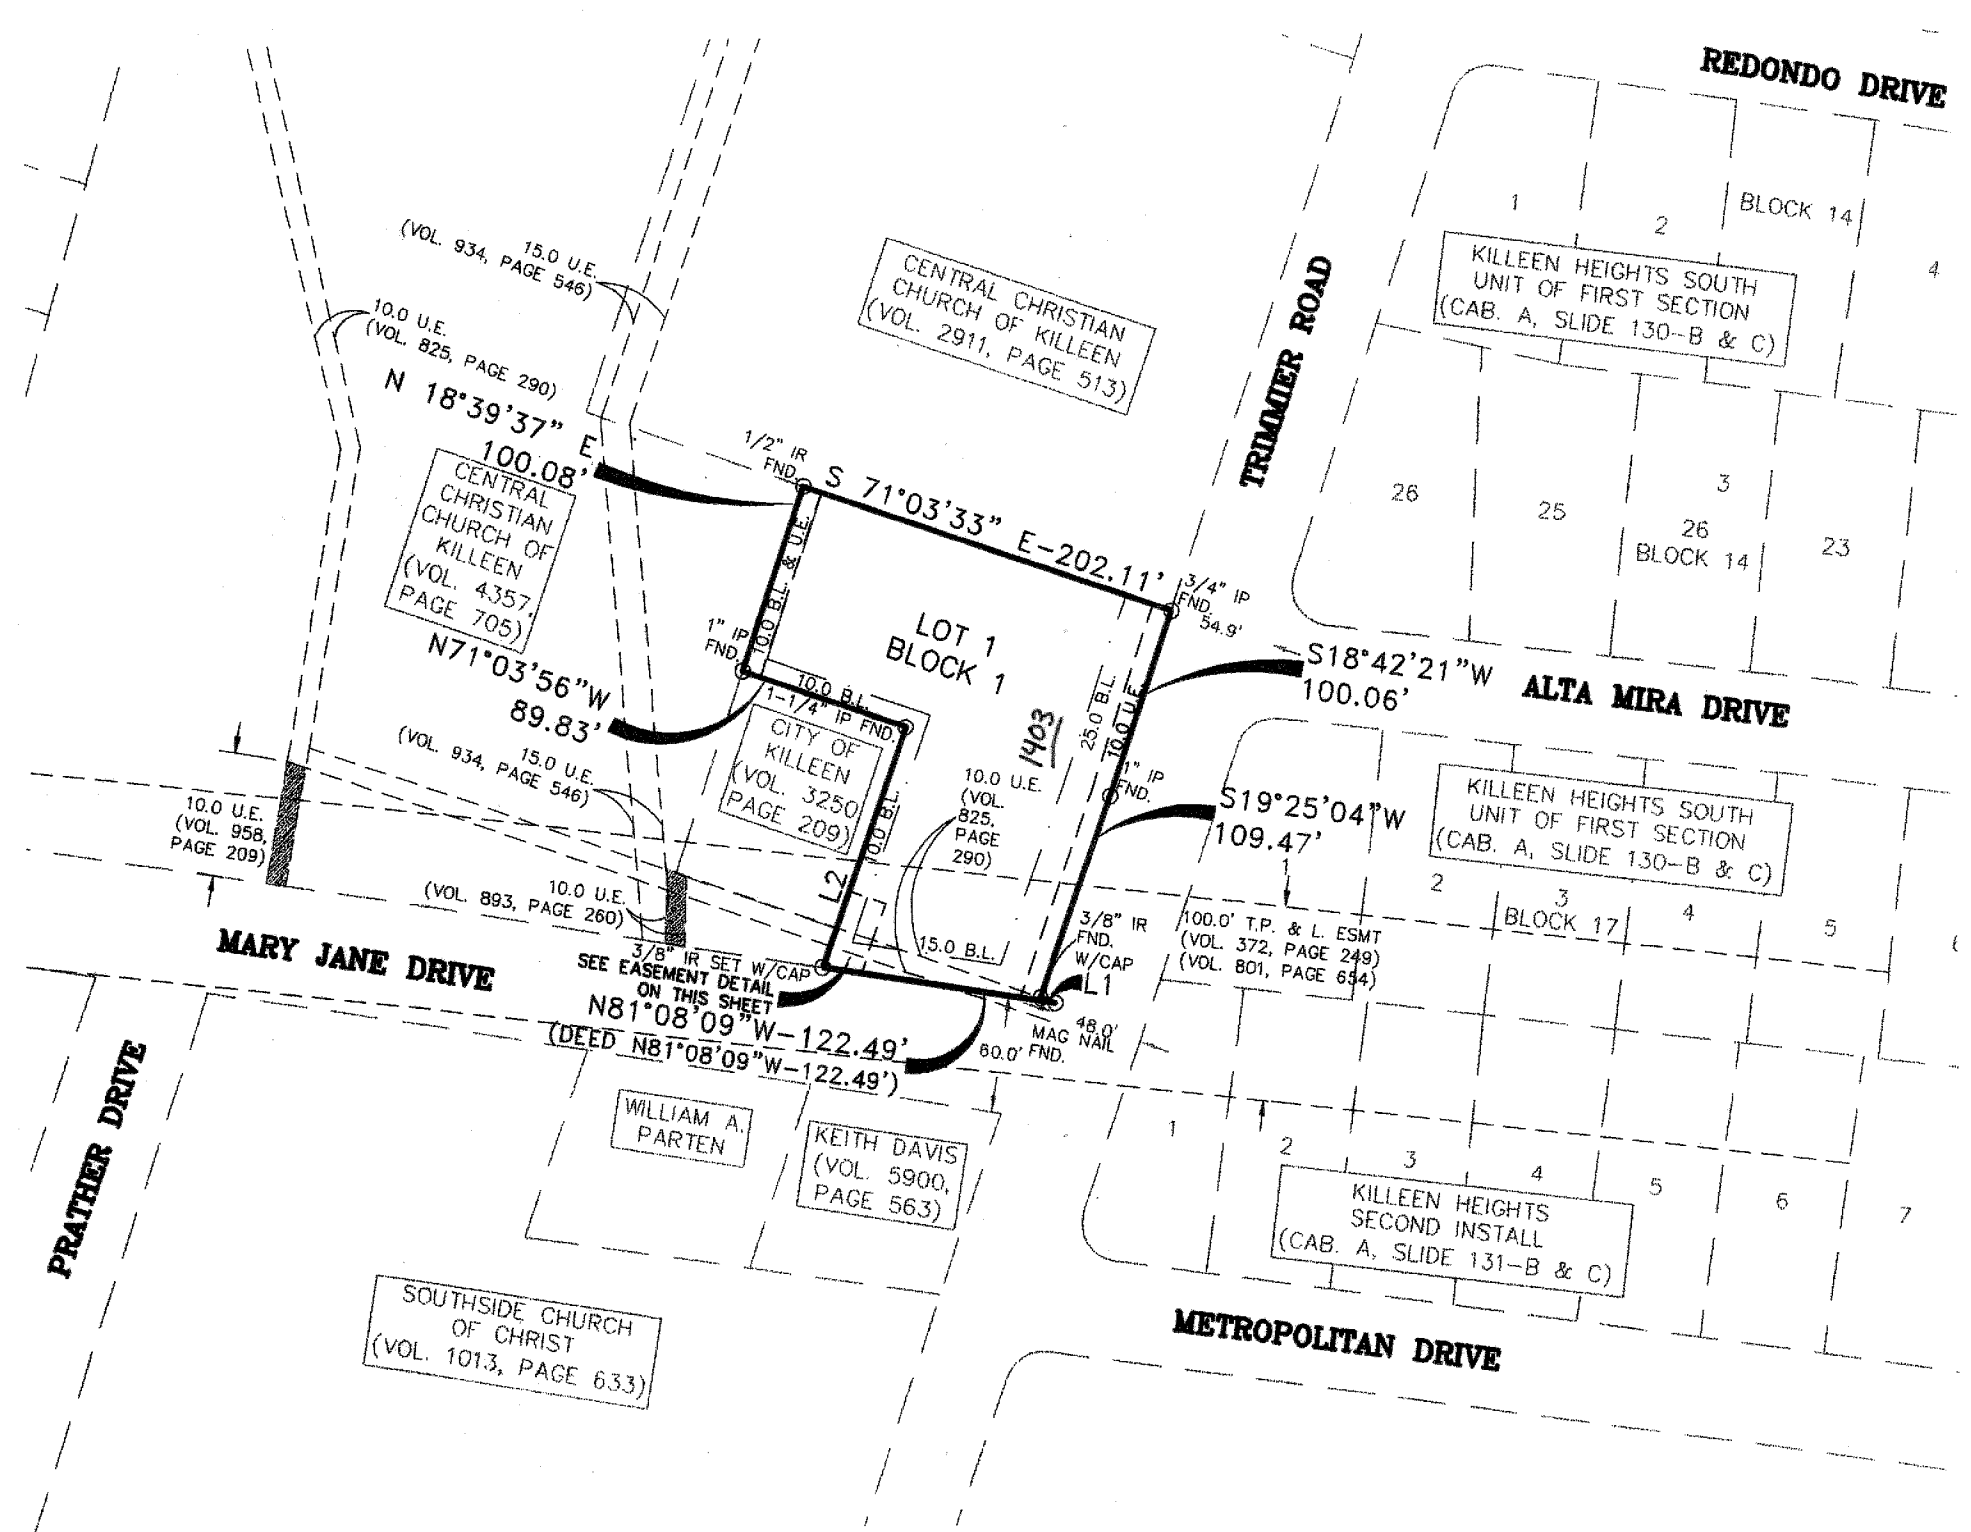 REDONDO DRIVE
1
2
BLOCK 14
4
KILLEEN HEIGHTS SOUTH
UNIT OF FIRST SECTION
(CAB. A, SLIDE 130-B & C)
15.0 U.E.
(VOL. 934, PAGE 546)
10.0 U.E.
(VOL. 825, PAGE 290)
CENTRAL CHRISTIAN
CHURCH OF KILLEEN
(VOL. 2911, PAGE 513)
TRIMMIER ROAD
N 18°39'37" E
100.08'
CENTRAL
CHRISTIAN
CHURCH OF
KILLEEN
(VOL. 4357,
PAGE 705)
1/2" IR
FND.
S 71°03'33" E-202.11'
3/4" IP
FND.
54.9'
26
25
3
26
BLOCK 14
23
10.0 B.L. & U.E.
LOT 1
BLOCK 1
1" IP
FND.
N71°03'56"W
89.83'
10.0 B.L.
1-1/4" IP FND.
S18°42'21"W
100.06'
ALTA MIRA DRIVE
25.0 B.L.
10.0 U.E.
1403
CITY OF
KILLEEN
(VOL. 3250
PAGE 209)
10.0 B.L.
15.0 U.E.
(VOL. 934, PAGE 546)
10.0 U.E.
(VOL.
825,
PAGE
290)
1" IP
FND.
S19°25'04"W
109.47'
KILLEEN HEIGHTS SOUTH
UNIT OF FIRST SECTION
(CAB. A, SLIDE 130-B & C)
10.0 U.E.
(VOL. 958,
PAGE 209)
10.0 U.E.
(VOL. 893, PAGE 260)
L2
2
3
BLOCK 17
4
5
3/8" IR
FND.
W/CAP
100.0' T.P. & L. ESMT
(VOL. 372, PAGE 249)
(VOL. 801, PAGE 654)
15.0 B.L.
L1
MARY JANE DRIVE
3/8" IR SET W/CAP
SEE EASEMENT DETAIL
ON THIS SHEET
N81°08'09"W-122.49'
(DEED N81°08'09"W-122.49')
48.0'
MAG NAIL
FND.
60.0'
PRATHER DRIVE
WILLIAM A.
PARTEN
KEITH DAVIS
(VOL. 5900,
PAGE 563)
1
2
3
4
5
6
7
KILLEEN HEIGHTS
SECOND INSTALL
(CAB. A, SLIDE 131-B & C)
SOUTHSIDE CHURCH
OF CHRIST
(VOL. 1013, PAGE 633)
METROPOLITAN DRIVE